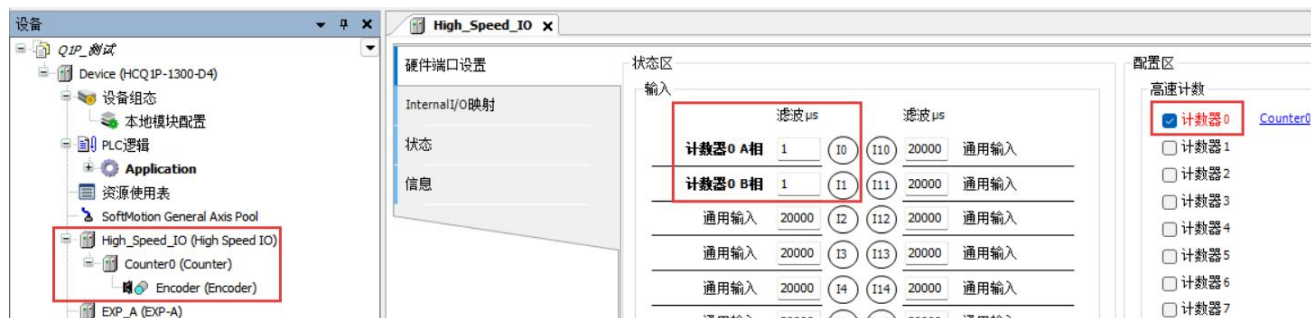 设备
Q1P_测试
Device (HCQ1P-1300-D4)
设备组态
本地模块配置
PLC逻辑
Application
资源使用表
SoftMotion General Axis Pool
High_Speed_IO (High Speed IO)
Counter0 (Counter)
Encoder (Encoder)
EXP_A (EXP-A)
High_Speed_IO
硬件端口设置
InternalI/O映射
状态
信息
状态区
输入
滤波 μs 滤波 μs
计数器0 A相 1 I0 I10 20000 通用输入
计数器0 B相 1 I1 I11 20000 通用输入
通用输入 20000 I2 I12 20000 通用输入
通用输入 20000 I3 I13 20000 通用输入
通用输入 20000 I4 I14 20000 通用输入
配置区
高速计数
计数器0 Counter0
计数器1
计数器2
计数器3
计数器4
计数器5
计数器6
计数器7